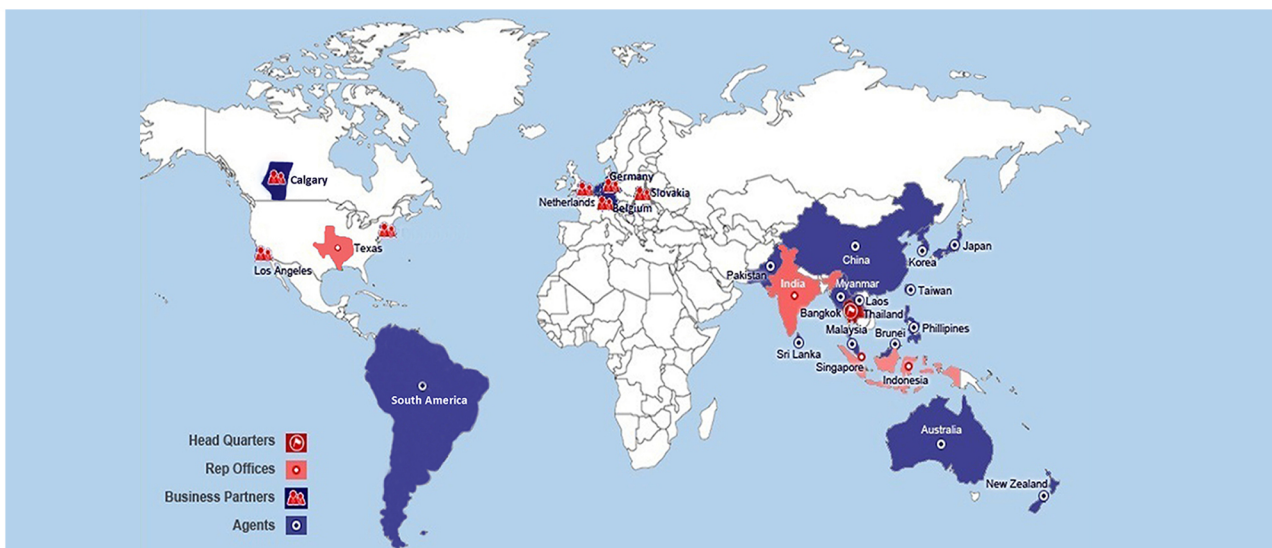 Calgary
Germany
Netherlands
Slovakia
Belgium
Texas
Los Angeles
Japan
China
Korea
Pakistan
India
Myanmar
Taiwan
Laos
Bangkok
Thailand
Malaysia
Brunei
Phillipines
Sri Lanka
Singapore
Indonesia
South America
Australia
New Zealand
Head Quarters
Rep Offices
Business Partners
Agents